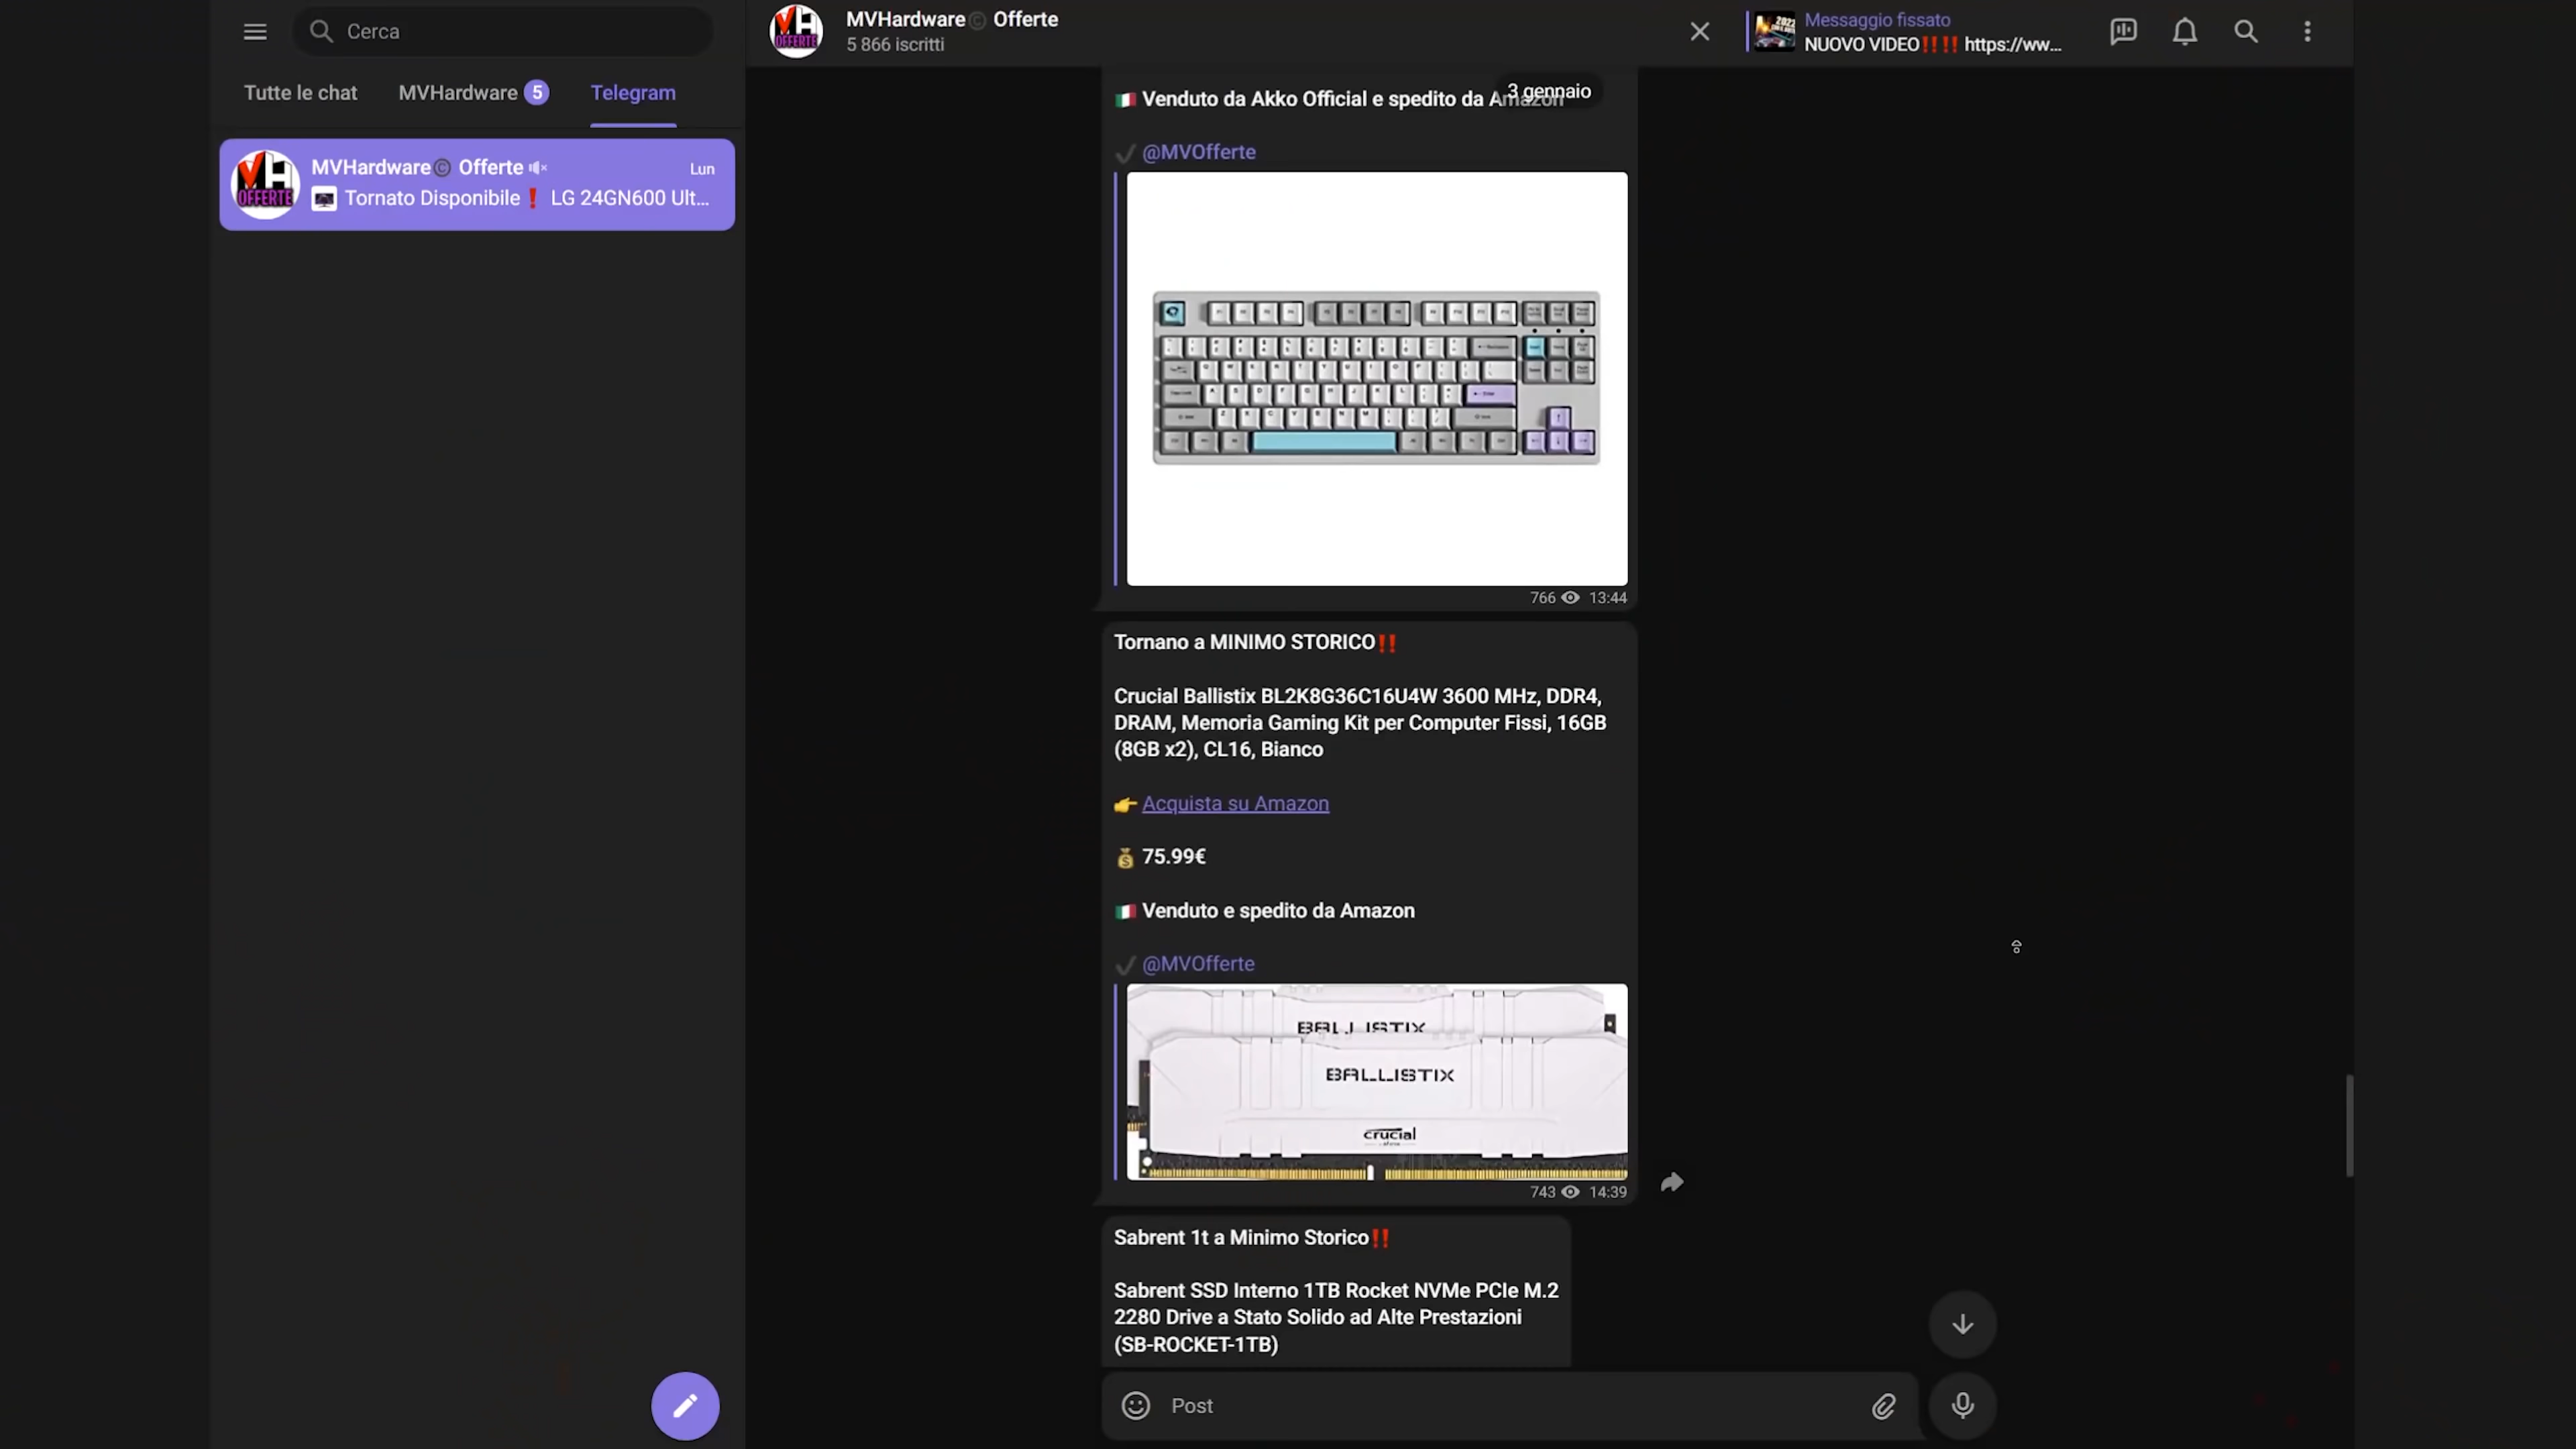 Cerca
Tutte le chat
MVHardware 5
Telegram
MVHardware© Offerte
Lun
Tornato Disponibile❗ LG 24GN600 Ult...
VH
OFFERTE
MVHardware© Offerte
5 866 iscritti
Messaggio fissato
NUOVO VIDEO‼️‼️ https://ww...
3 gennaio
🇮🇹 Venduto da Akko Official e spedito da Amazon
✔️ @MVOfferte
766 13:44
Tornano a MINIMO STORICO‼️
Crucial Ballistix BL2K8G36C16U4W 3600 MHz, DDR4,
DRAM, Memoria Gaming Kit per Computer Fissi, 16GB
(8GB x2), CL16, Bianco
👉 Acquista su Amazon
💰 75.99€
🇮🇹 Venduto e spedito da Amazon
✔️ @MVOfferte
BALLISTIX
BALLISTIX
crucial
743 14:39
Sabrent 1t a Minimo Storico‼️
Sabrent SSD Interno 1TB Rocket NVMe PCIe M.2
2280 Drive a Stato Solido ad Alte Prestazioni
(SB-ROCKET-1TB)
Post